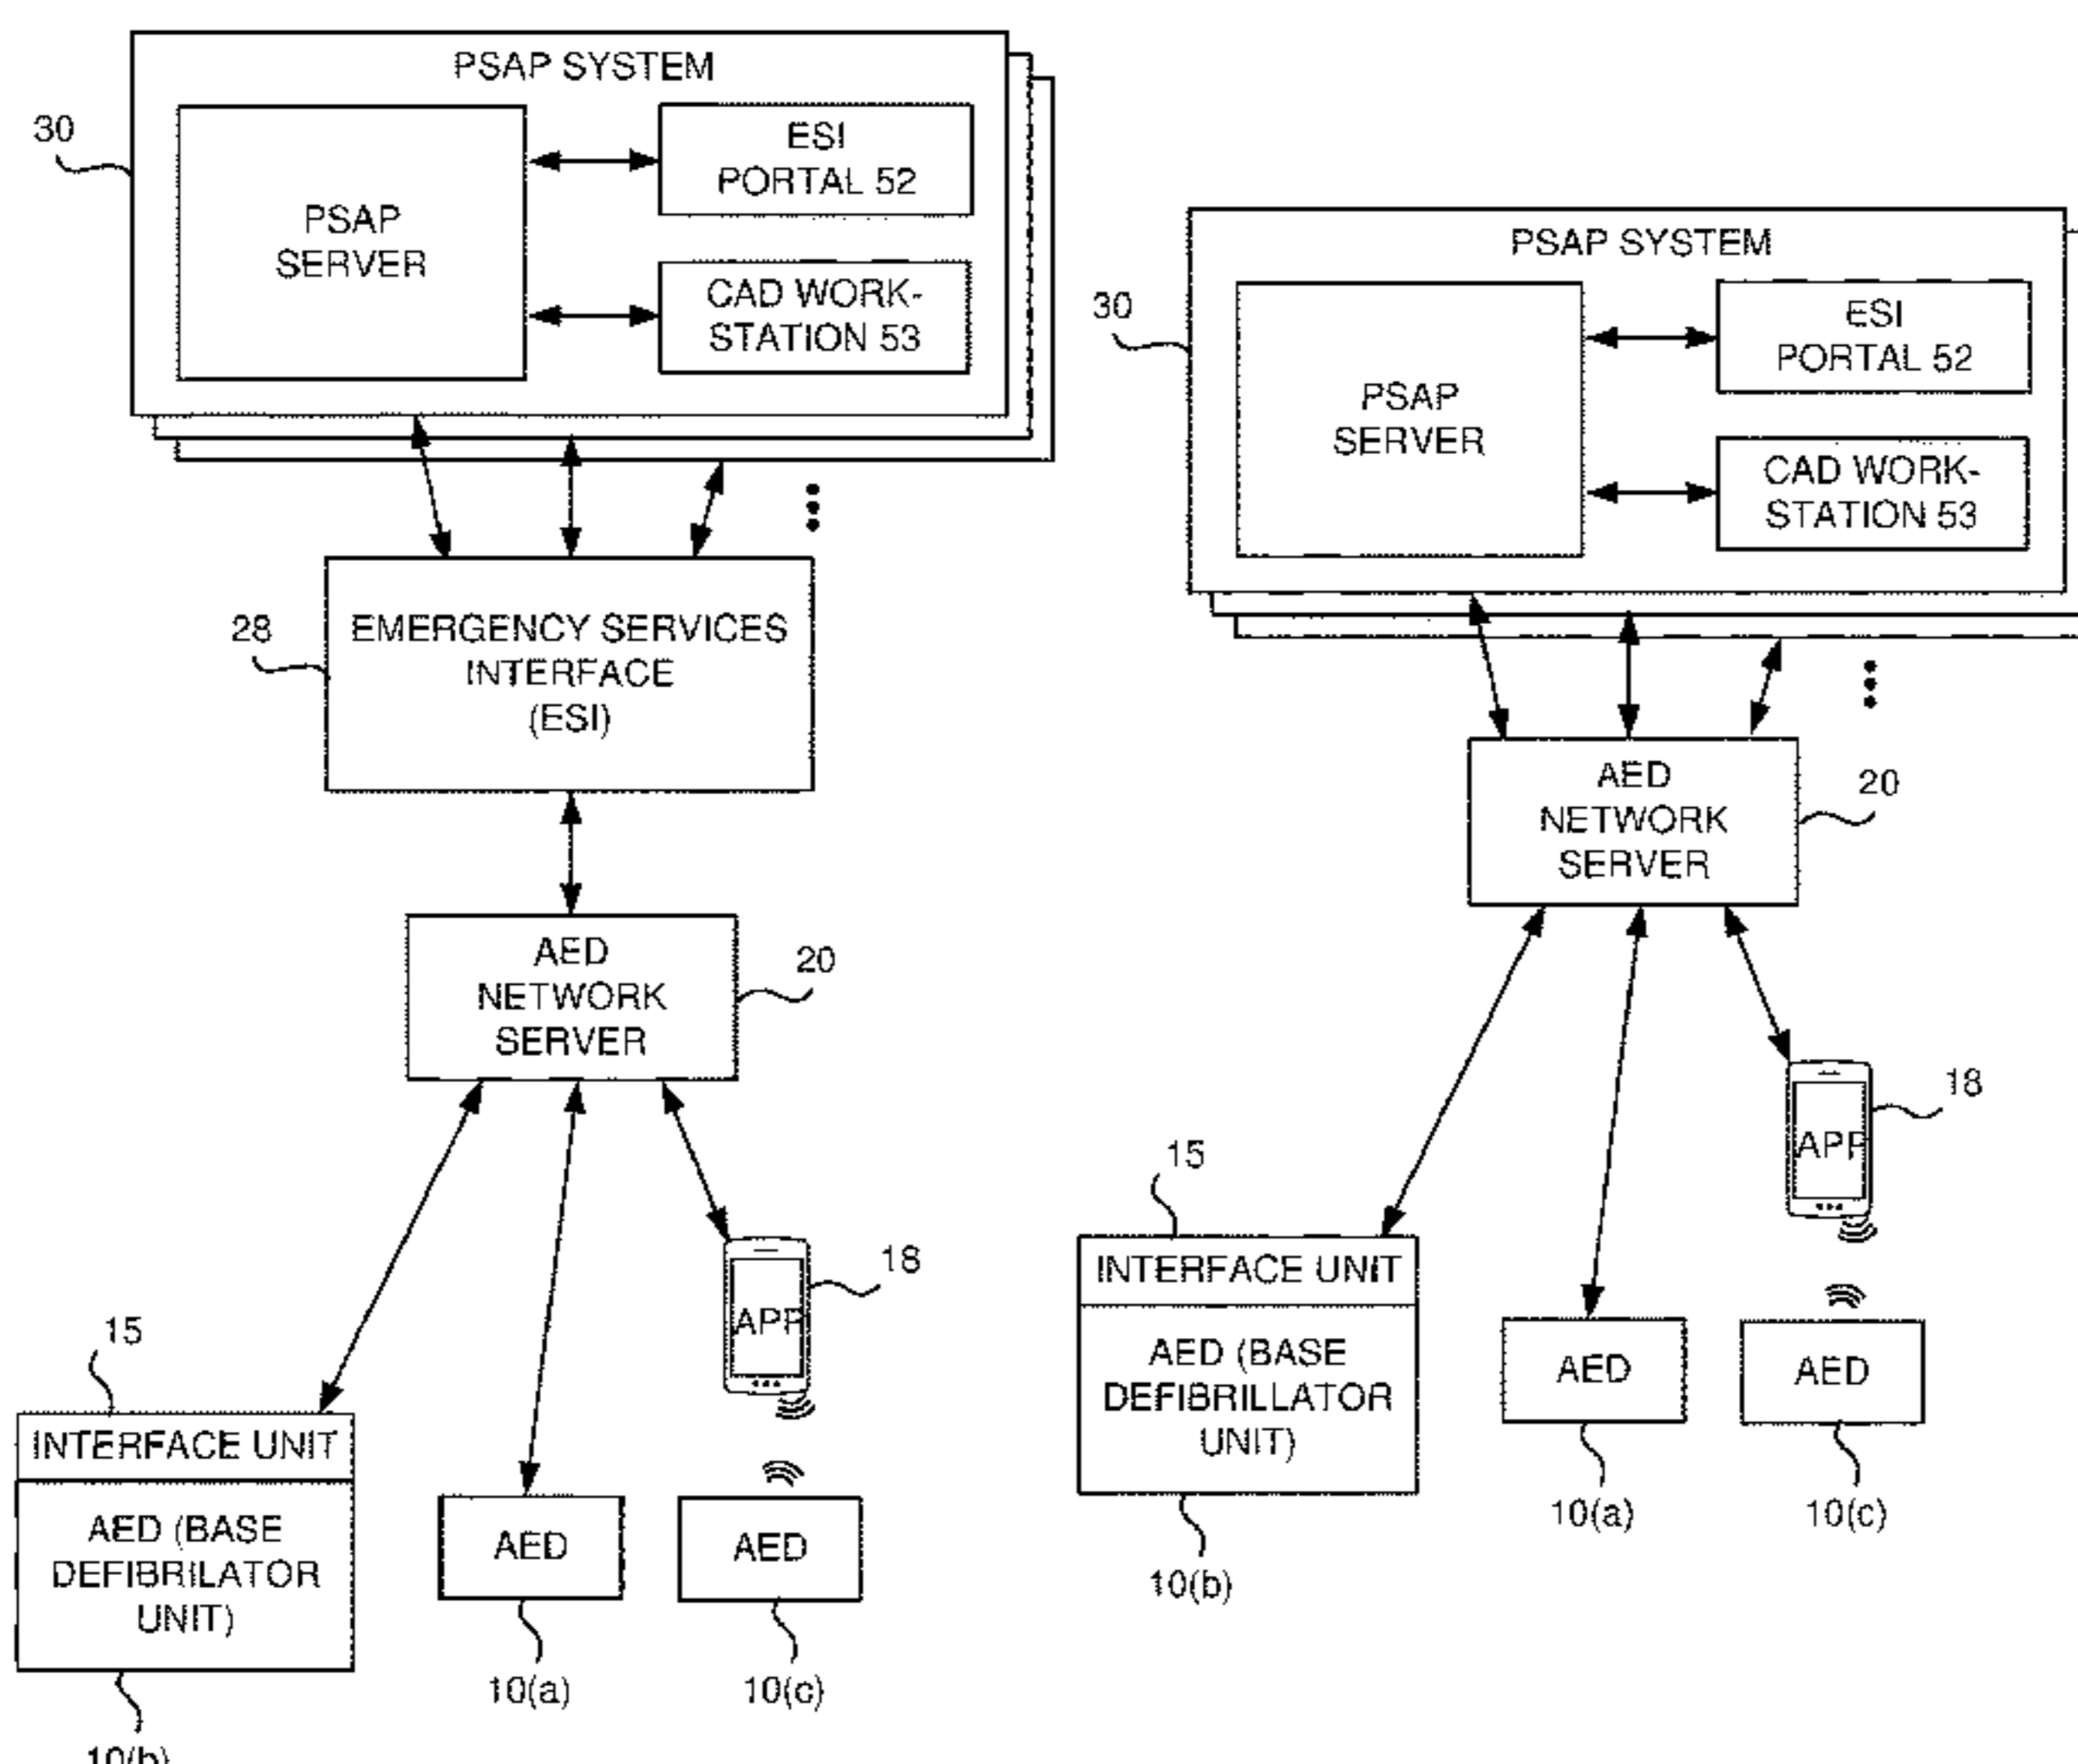 PSAP SYSTEM
30
PSAP
SERVER
ESI
PORTAL 52
CAD WORK-
STATION 53
28
EMERGENCY SERVICES
INTERFACE
(ESI)
AED
NETWORK
SERVER
20
18
APP
15
INTERFACE UNIT
AED (BASE
DEFIBRILATOR
UNIT)
10(b)
AED
10(a)
AED
10(c)
PSAP SYSTEM
30
PSAP
SERVER
ESI
PORTAL 52
CAD WORK-
STATION 53
AED
NETWORK
SERVER
20
18
APP
15
INTERFACE UNIT
AED (BASE
DEFIBRILLATOR
UNIT)
10(b)
AED
10(a)
AED
10(c)